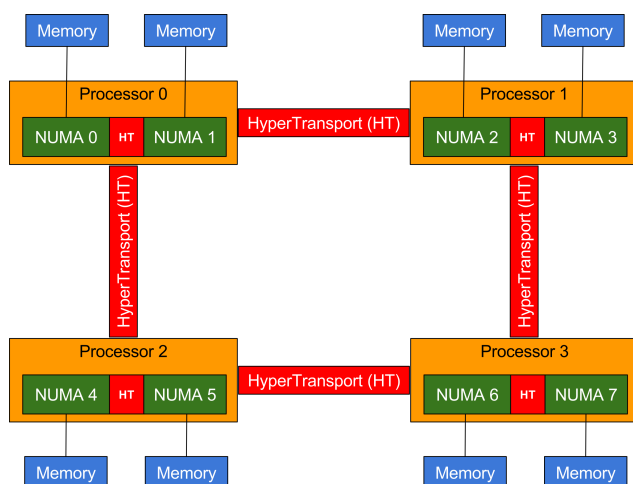 Memory Memory Memory Memory
Processor 0 Processor 1
HyperTransport (HT)
NUMA 0 HT NUMA 1 NUMA 2 HT NUMA 3
HyperTransport (HT) HyperTransport (HT)
Processor 2 Processor 3
HyperTransport (HT)
NUMA 4 HT NUMA 5 NUMA 6 HT NUMA 7
Memory Memory Memory Memory